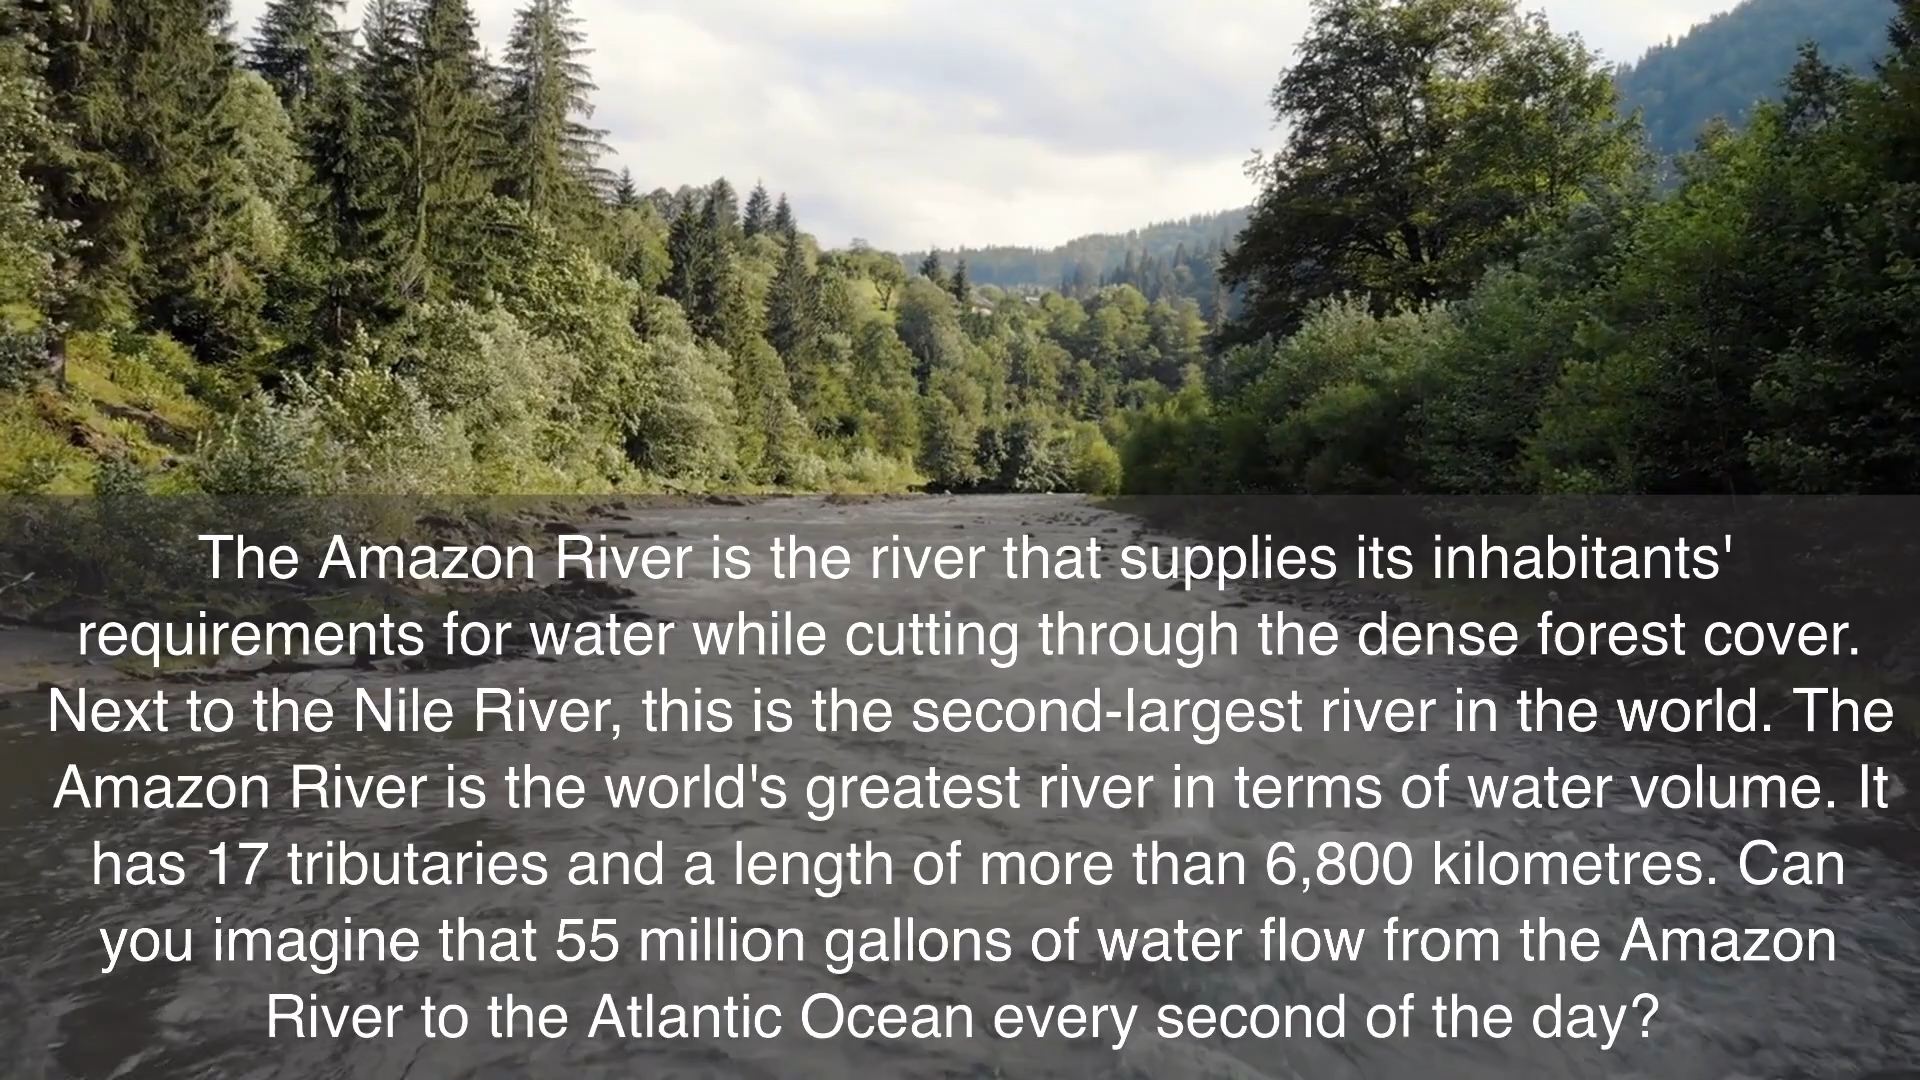 The Amazon River is the river that supplies its inhabitants'
requirements for water while cutting through the dense forest cover.
Next to the Nile River, this is the second-largest river in the world. The
Amazon River is the world's greatest river in terms of water volume. It
has 17 tributaries and a length of more than 6,800 kilometres. Can
you imagine that 55 million gallons of water flow from the Amazon
River to the Atlantic Ocean every second of the day?